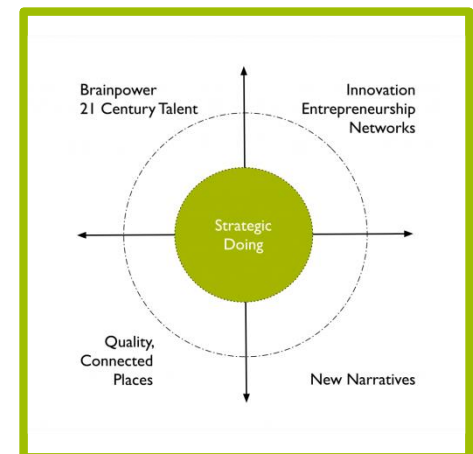 Brainpower
21 Century Talent
Innovation
Entrepreneurship
Networks
Strategic
Doing
Quality,
Connected
Places
New Narratives